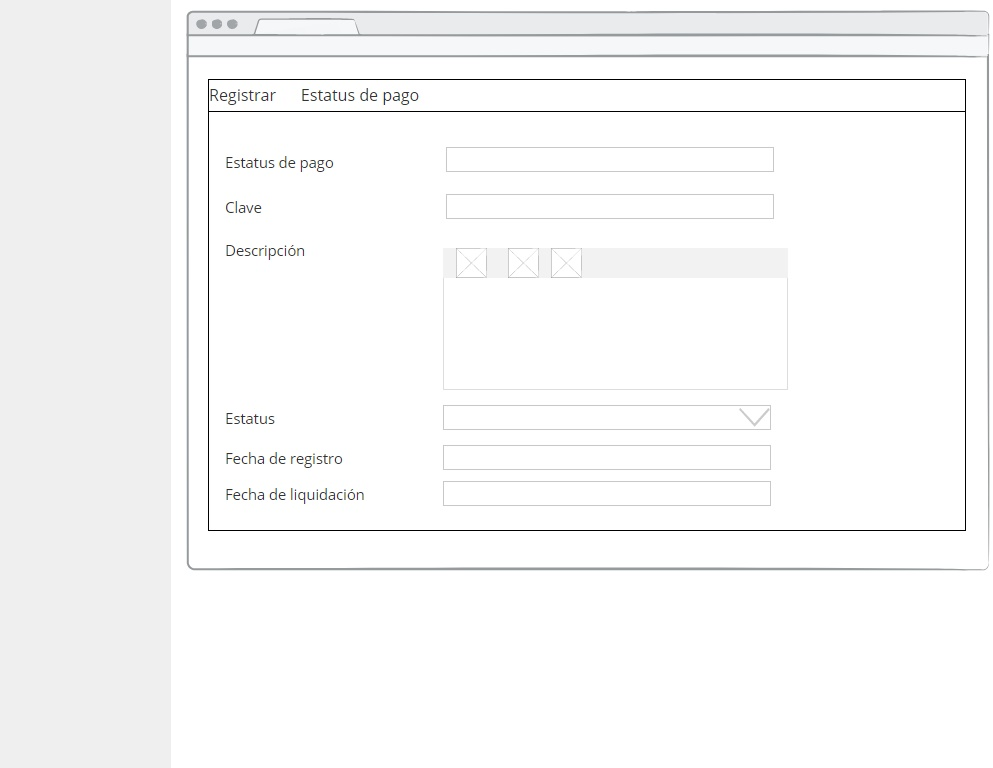 Registrar Estatus de pago
Estatus de pago
Clave
Descripción
Estatus
Fecha de registro
Fecha de liquidación